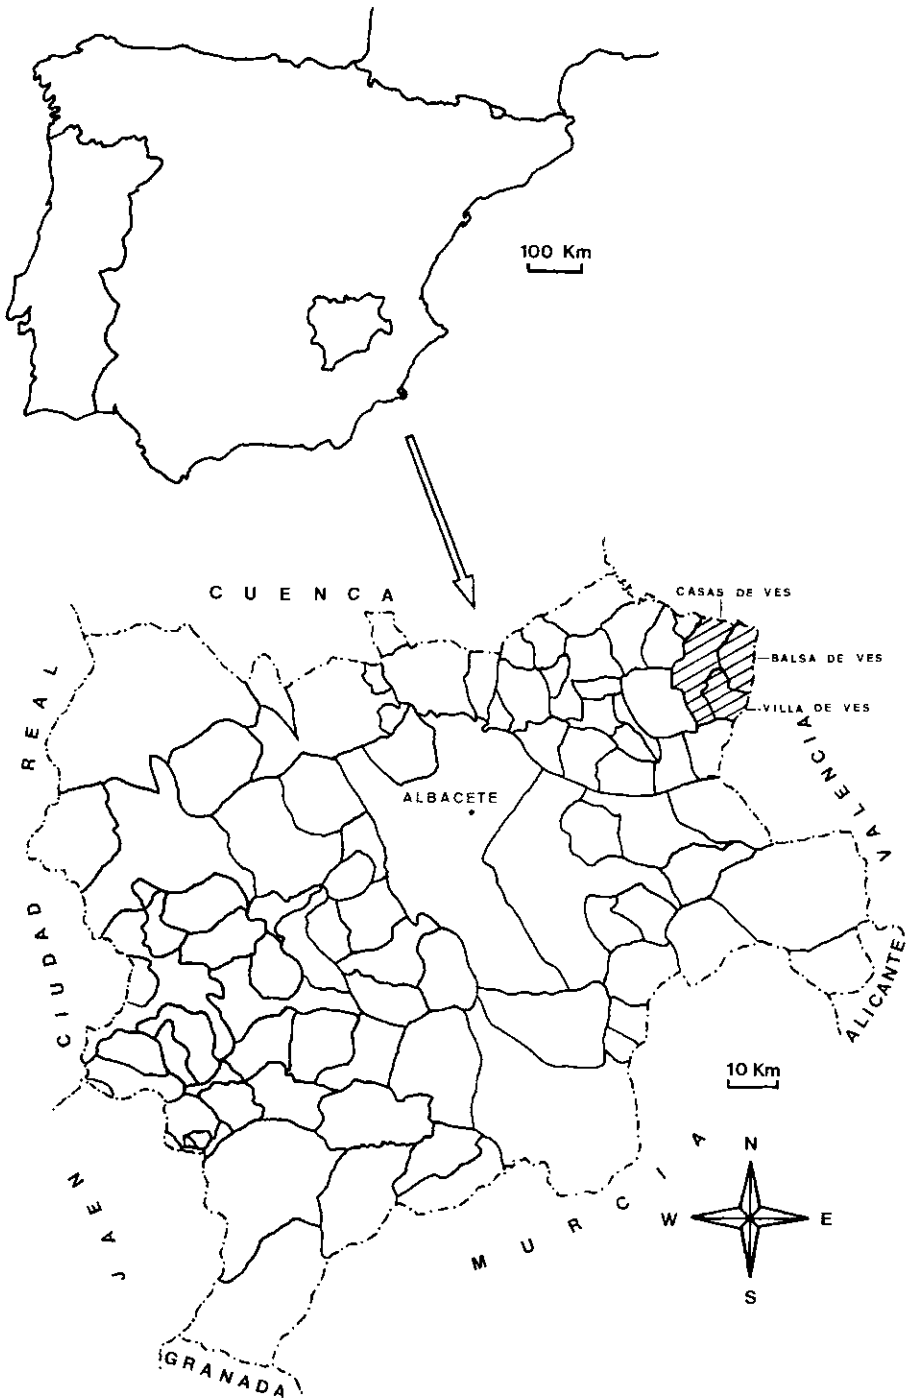 100 Km
CUENCA
CASAS DE VES
BALSA DE VES
VILLA DE VES
CIUDAD REAL
VALENCIA
ALBACETE
ALICANTE
10 Km
JAEN
MURCIA
GRANADA
N
W
E
S